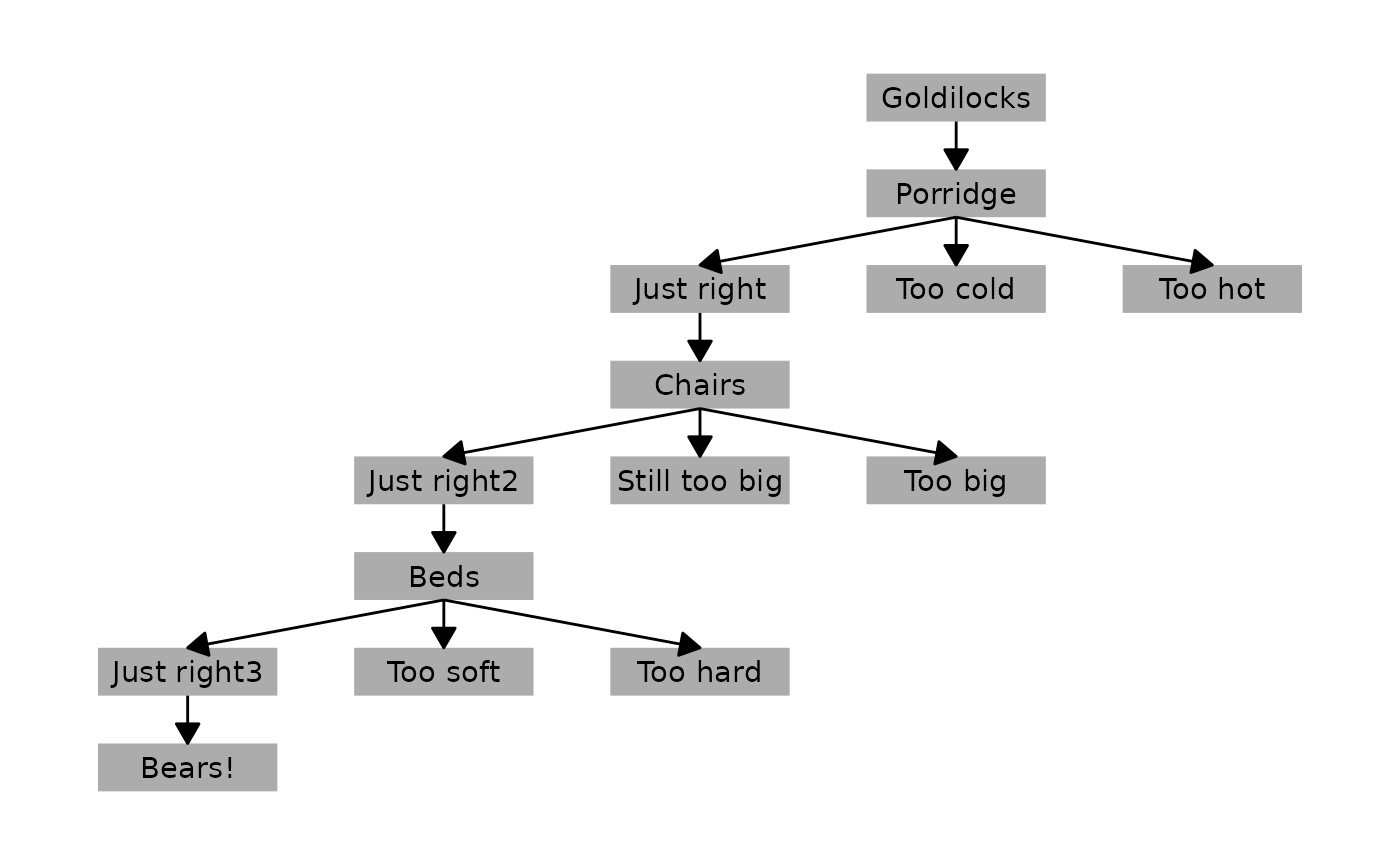 Goldilocks
Porridge
Just right
Too cold
Too hot
Chairs
Just right2
Still too big
Too big
Beds
Just right3
Too soft
Too hard
Bears!